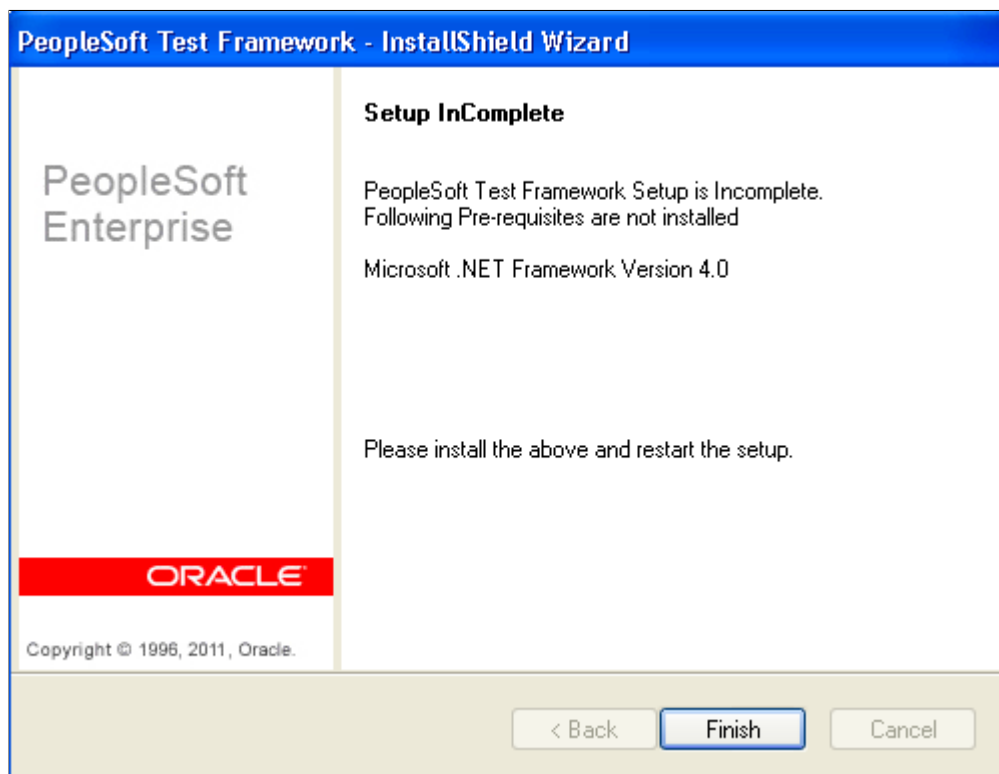 PeopleSoft Test Framework - InstallShield Wizard
PeopleSoft
Enterprise
ORACLE
Copyright © 1996, 2011, Oracle.
Setup InComplete
PeopleSoft Test Framework Setup is Incomplete.
Following Pre-requisites are not installed
Microsoft .NET Framework Version 4.0
Please install the above and restart the setup.
< Back Finish Cancel